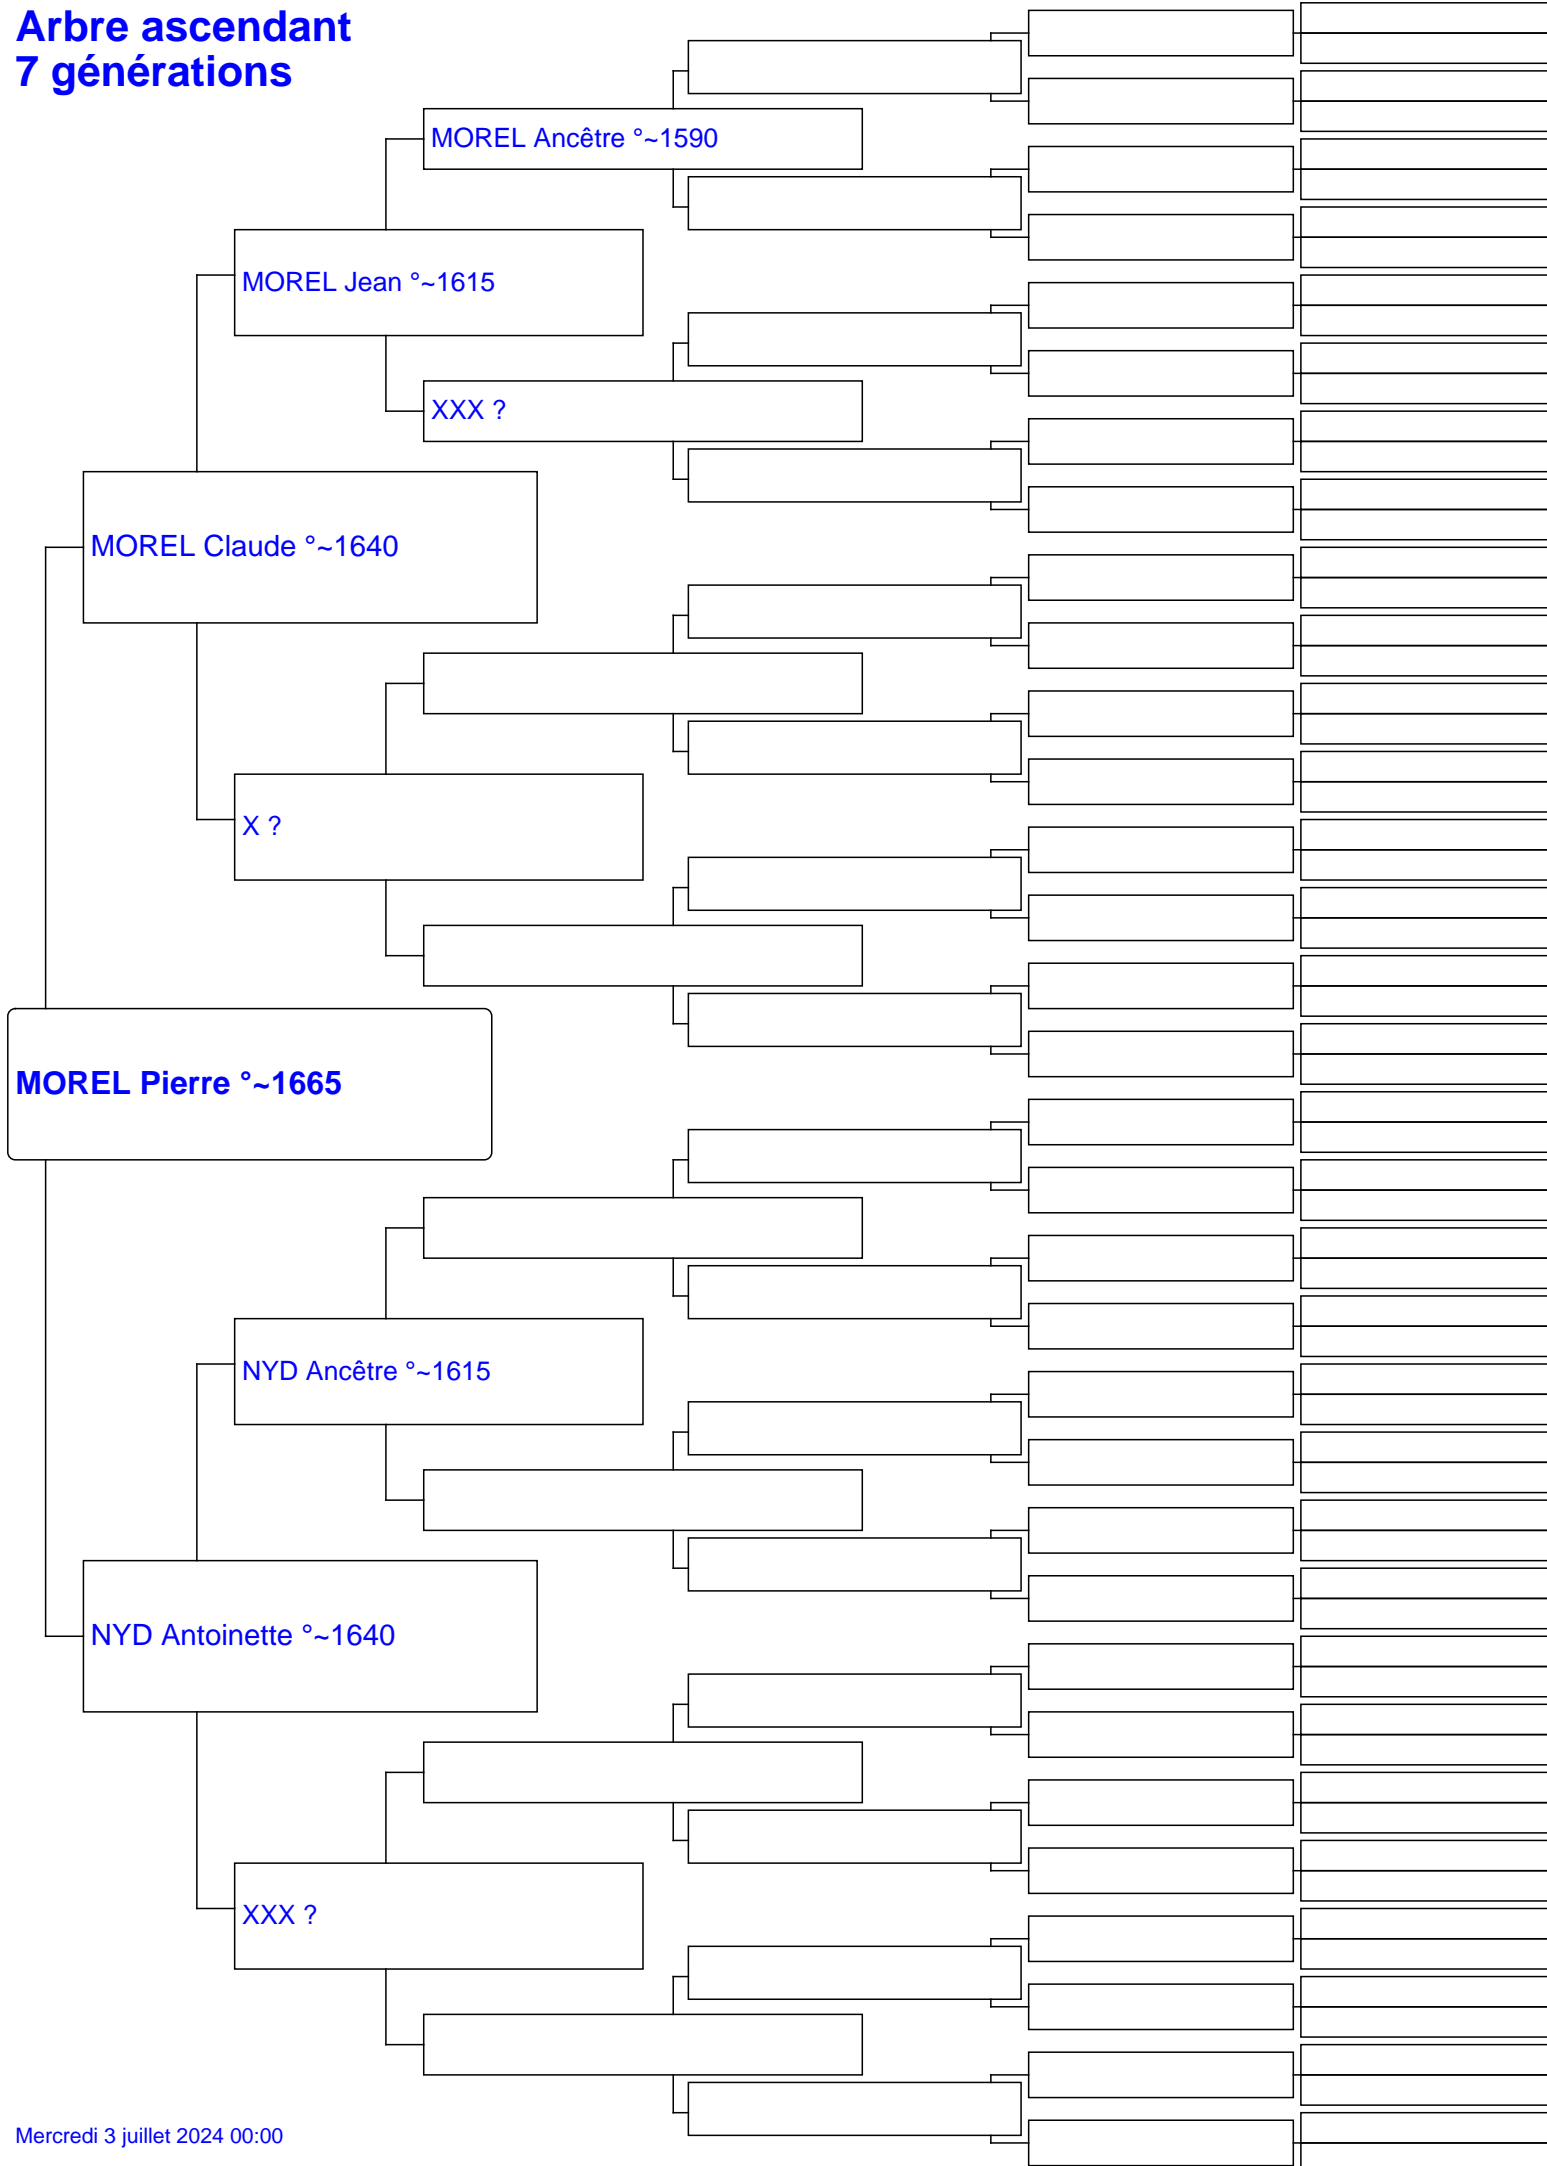 Arbre ascendant
7 générations
MOREL Ancêtre °~1590
MOREL Jean °~1615
XXX ?
MOREL Claude °~1640
X ?
MOREL Pierre °~1665
NYD Ancêtre °~1615
NYD Antoinette °~1640
XXX ?
Mercredi 3 juillet 2024 00:00